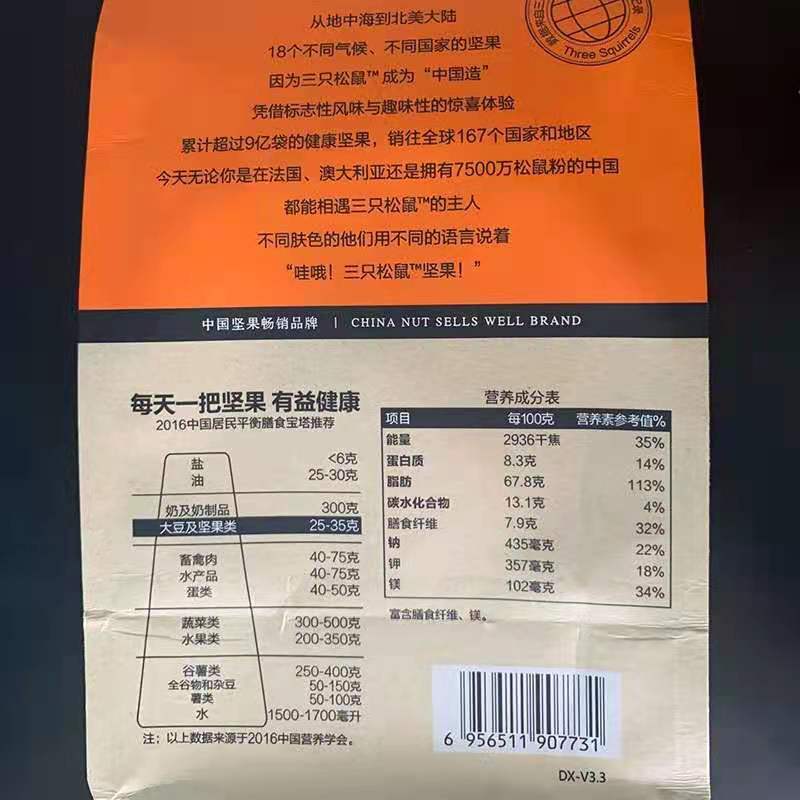 从地中海到北美大陆
18个不同气候、不同国家的坚果
因为三只松鼠™成为“中国造”
凭借标志性风味与趣味性的惊喜体验
累计超过9亿袋的健康坚果，销往全球167个国家和地区
今天无论你是在法国、澳大利亚还是拥有7500万松鼠粉的中国
都能相遇三只松鼠™的主人
不同肤色的他们用不同的语言说着
“哇哦！三只松鼠™坚果！”
Three Squirrels
中国坚果畅销品牌 | CHINA NUT SELLS WELL BRAND
每天一把坚果 有益健康
2016中国居民平衡膳食宝塔推荐
盐 <6克
油 25-30克
奶及奶制品 300克
大豆及坚果类 25-35克
畜禽肉 40-75克
水产品 40-75克
蛋类 40-50克
蔬菜类 300-500克
水果类 200-350克
谷薯类 250-400克
全谷物和杂豆 50-150克
薯类 50-100克
水 1500-1700毫升
注：以上数据来源于2016中国营养学会。
营养成分表
项目 每100克 营养素参考值%
能量 2936千焦 35%
蛋白质 8.3克 14%
脂肪 67.8克 113%
碳水化合物 13.1克 4%
膳食纤维 7.9克 32%
钠 435毫克 22%
钾 357毫克 18%
镁 102毫克 34%
富含膳食纤维、镁。
6 956511 907731
DX-V3.3